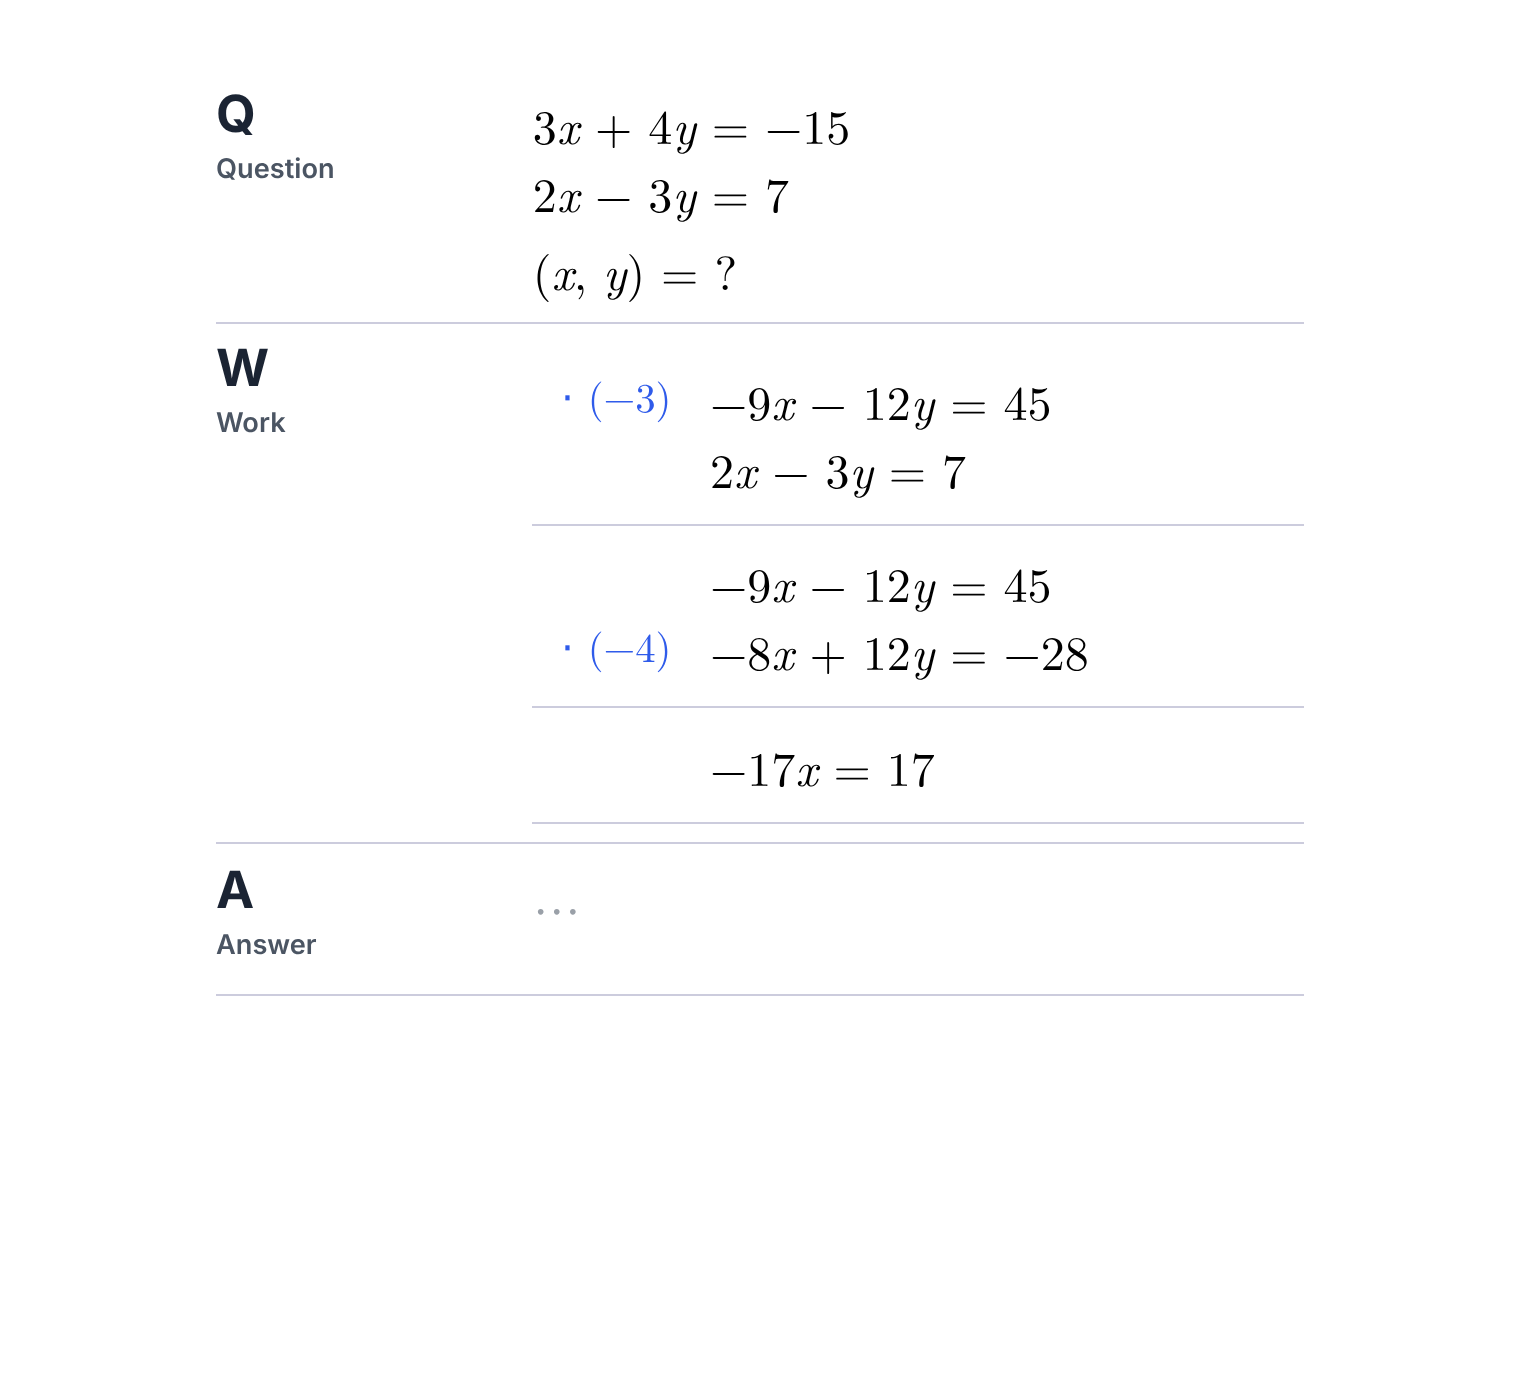 Q
Question
3x + 4y = −15
2x − 3y = 7
(x, y) = ?
W
Work
· (−3) −9x − 12y = 45
2x − 3y = 7
−9x − 12y = 45
· (−4) −8x + 12y = −28
−17x = 17
A
Answer
...